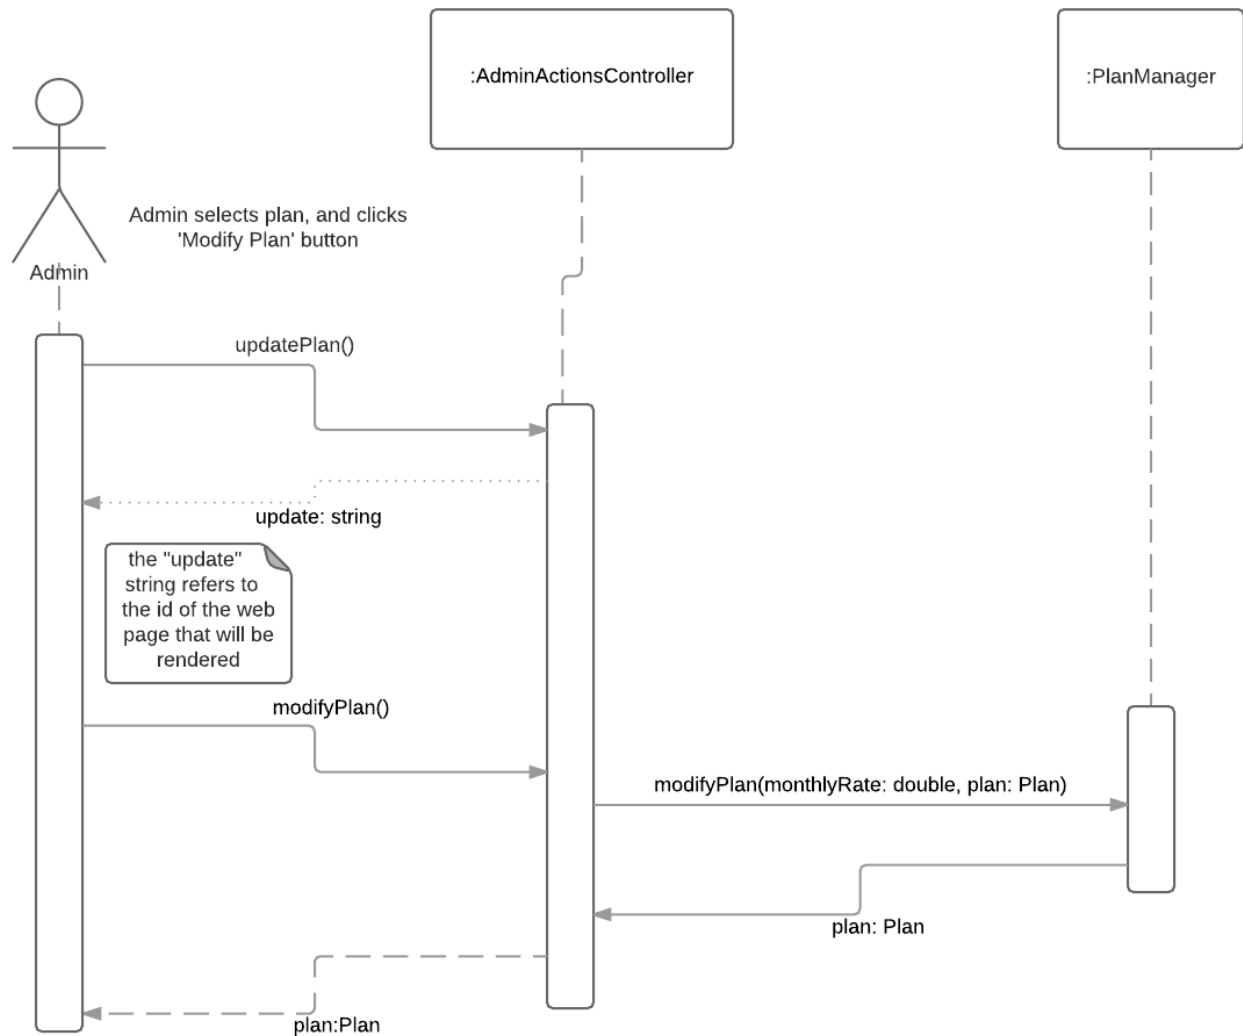 :AdminActionsController
:PlanManager
Admin selects plan, and clicks
'Modify Plan' button
Admin
updatePlan()
update: string
the "update"
string refers to
the id of the web
page that will be
rendered
modifyPlan()
modifyPlan(monthlyRate: double, plan: Plan)
plan: Plan
plan:Plan